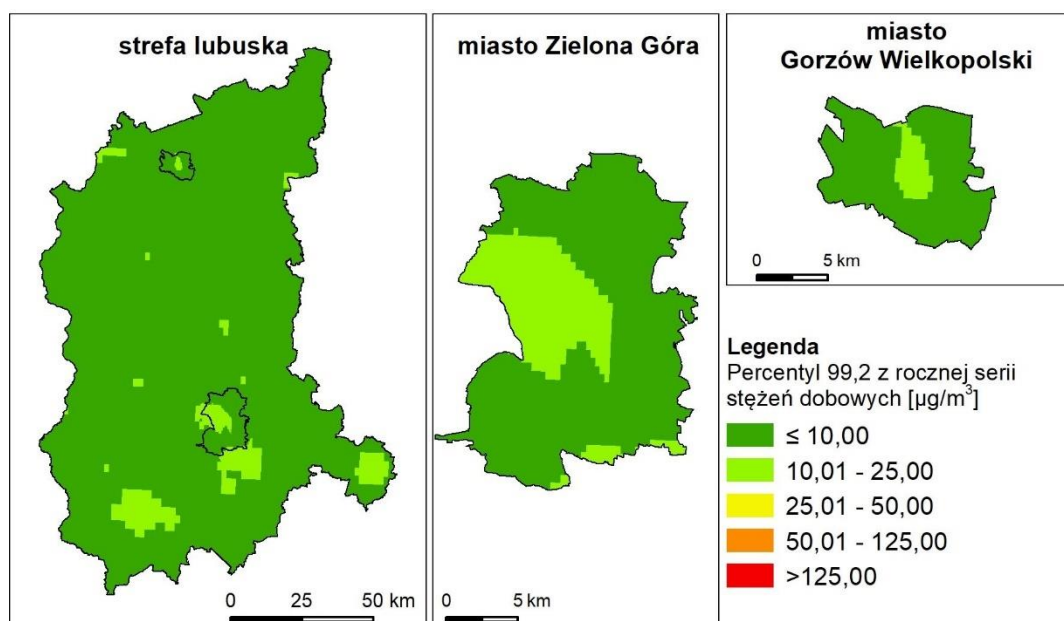 strefa lubuska
0 25 50 km
miasto Zielona Góra
0 5 km
miasto
Gorzów Wielkopolski
0 5 km
Legenda
Percentyl 99,2 z rocznej serii
stężeń dobowych [µg/m³]
≤ 10,00
10,01 - 25,00
25,01 - 50,00
50,01 - 125,00
>125,00